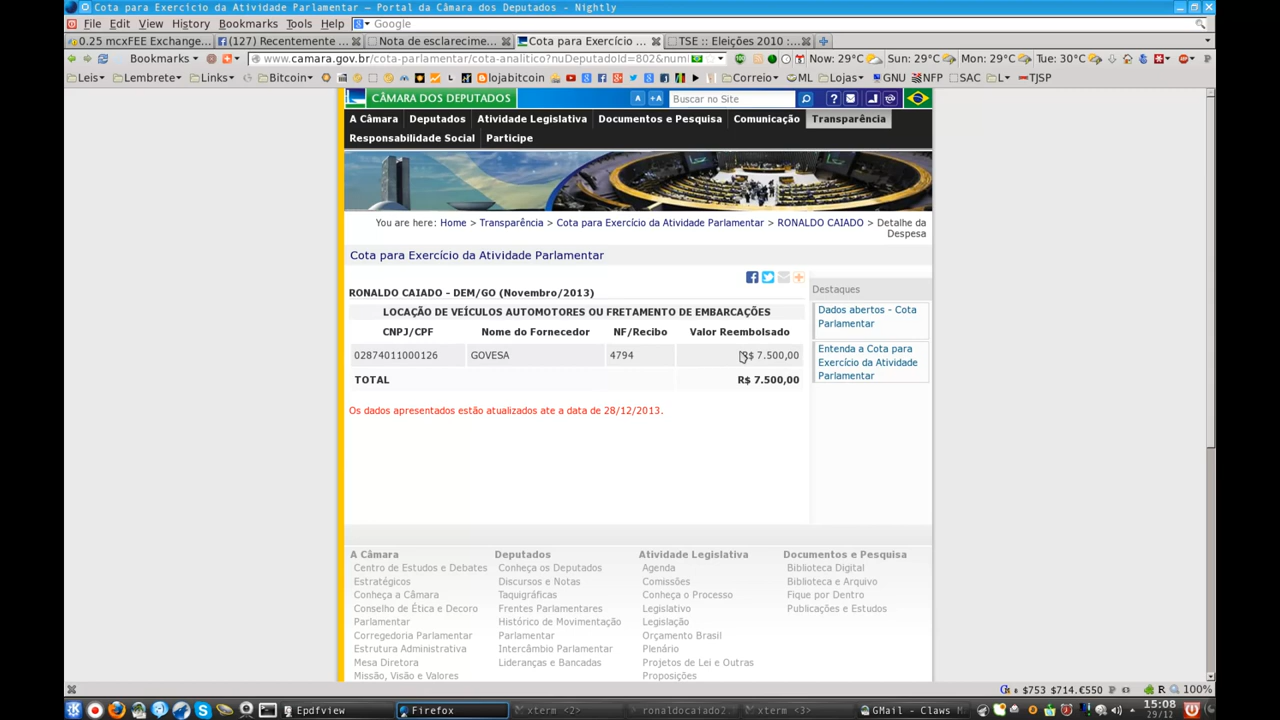 Cota para Exercício da Atividade Parlamentar — Portal da Câmara dos Deputados - Nightly
File Edit View History Bookmarks Tools Help Google
0.25 mcxFEE Exchange... (127) Recentemente ... Nota de esclarecime... Cota para Exercício ... TSE :: Eleições 2010 :...
Bookmarks www.camara.gov.br/cota-parlamentar/cota-analitico?nuDeputadoId=802&num Now: 29°C Sun: 29°C Mon: 29°C Tue: 30°C
Leis Lembrete Links Bitcoin lojabitcoin Correio ML Lojas GNU NFP SAC L TJSP
CÂMARA DOS DEPUTADOS A +A Buscar no Site
A Câmara Deputados Atividade Legislativa Documentos e Pesquisa Comunicação Transparência
Responsabilidade Social Participe
You are here: Home > Transparência > Cota para Exercício da Atividade Parlamentar > RONALDO CAIADO > Detalhe da
Despesa
Cota para Exercício da Atividade Parlamentar
RONALDO CAIADO - DEM/GO (Novembro/2013)
LOCAÇÃO DE VEÍCULOS AUTOMOTORES OU FRETAMENTO DE EMBARCAÇÕES
CNPJ/CPF Nome do Fornecedor NF/Recibo Valor Reembolsado
02874011000126 GOVESA 4794 R$ 7.500,00
TOTAL R$ 7.500,00
Os dados apresentados estão atualizados ate a data de 28/12/2013.
Destaques
Dados abertos - Cota
Parlamentar
Entenda a Cota para
Exercício da Atividade
Parlamentar
A Câmara
Centro de Estudos e Debates
Estratégicos
Conheça a Câmara
Conselho de Ética e Decoro
Parlamentar
Corregedoria Parlamentar
Estrutura Administrativa
Mesa Diretora
Missão, Visão e Valores
Deputados
Conheça os Deputados
Discursos e Notas
Taquigráficas
Frentes Parlamentares
Histórico de Movimentação
Parlamentar
Intercâmbio Parlamentar
Lideranças e Bancadas
Atividade Legislativa
Agenda
Comissões
Conheça o Processo
Legislativo
Legislação
Orçamento Brasil
Plenário
Projetos de Lei e Outras
Proposições
Documentos e Pesquisa
Biblioteca Digital
Biblioteca e Arquivo
Fique por Dentro
Publicações e Estudos
$753 $714.€550 R 100%
Epdfview Firefox xterm <2> ronaldocaiado2 xterm <3> GMail - Claws M... 15:08
29/12